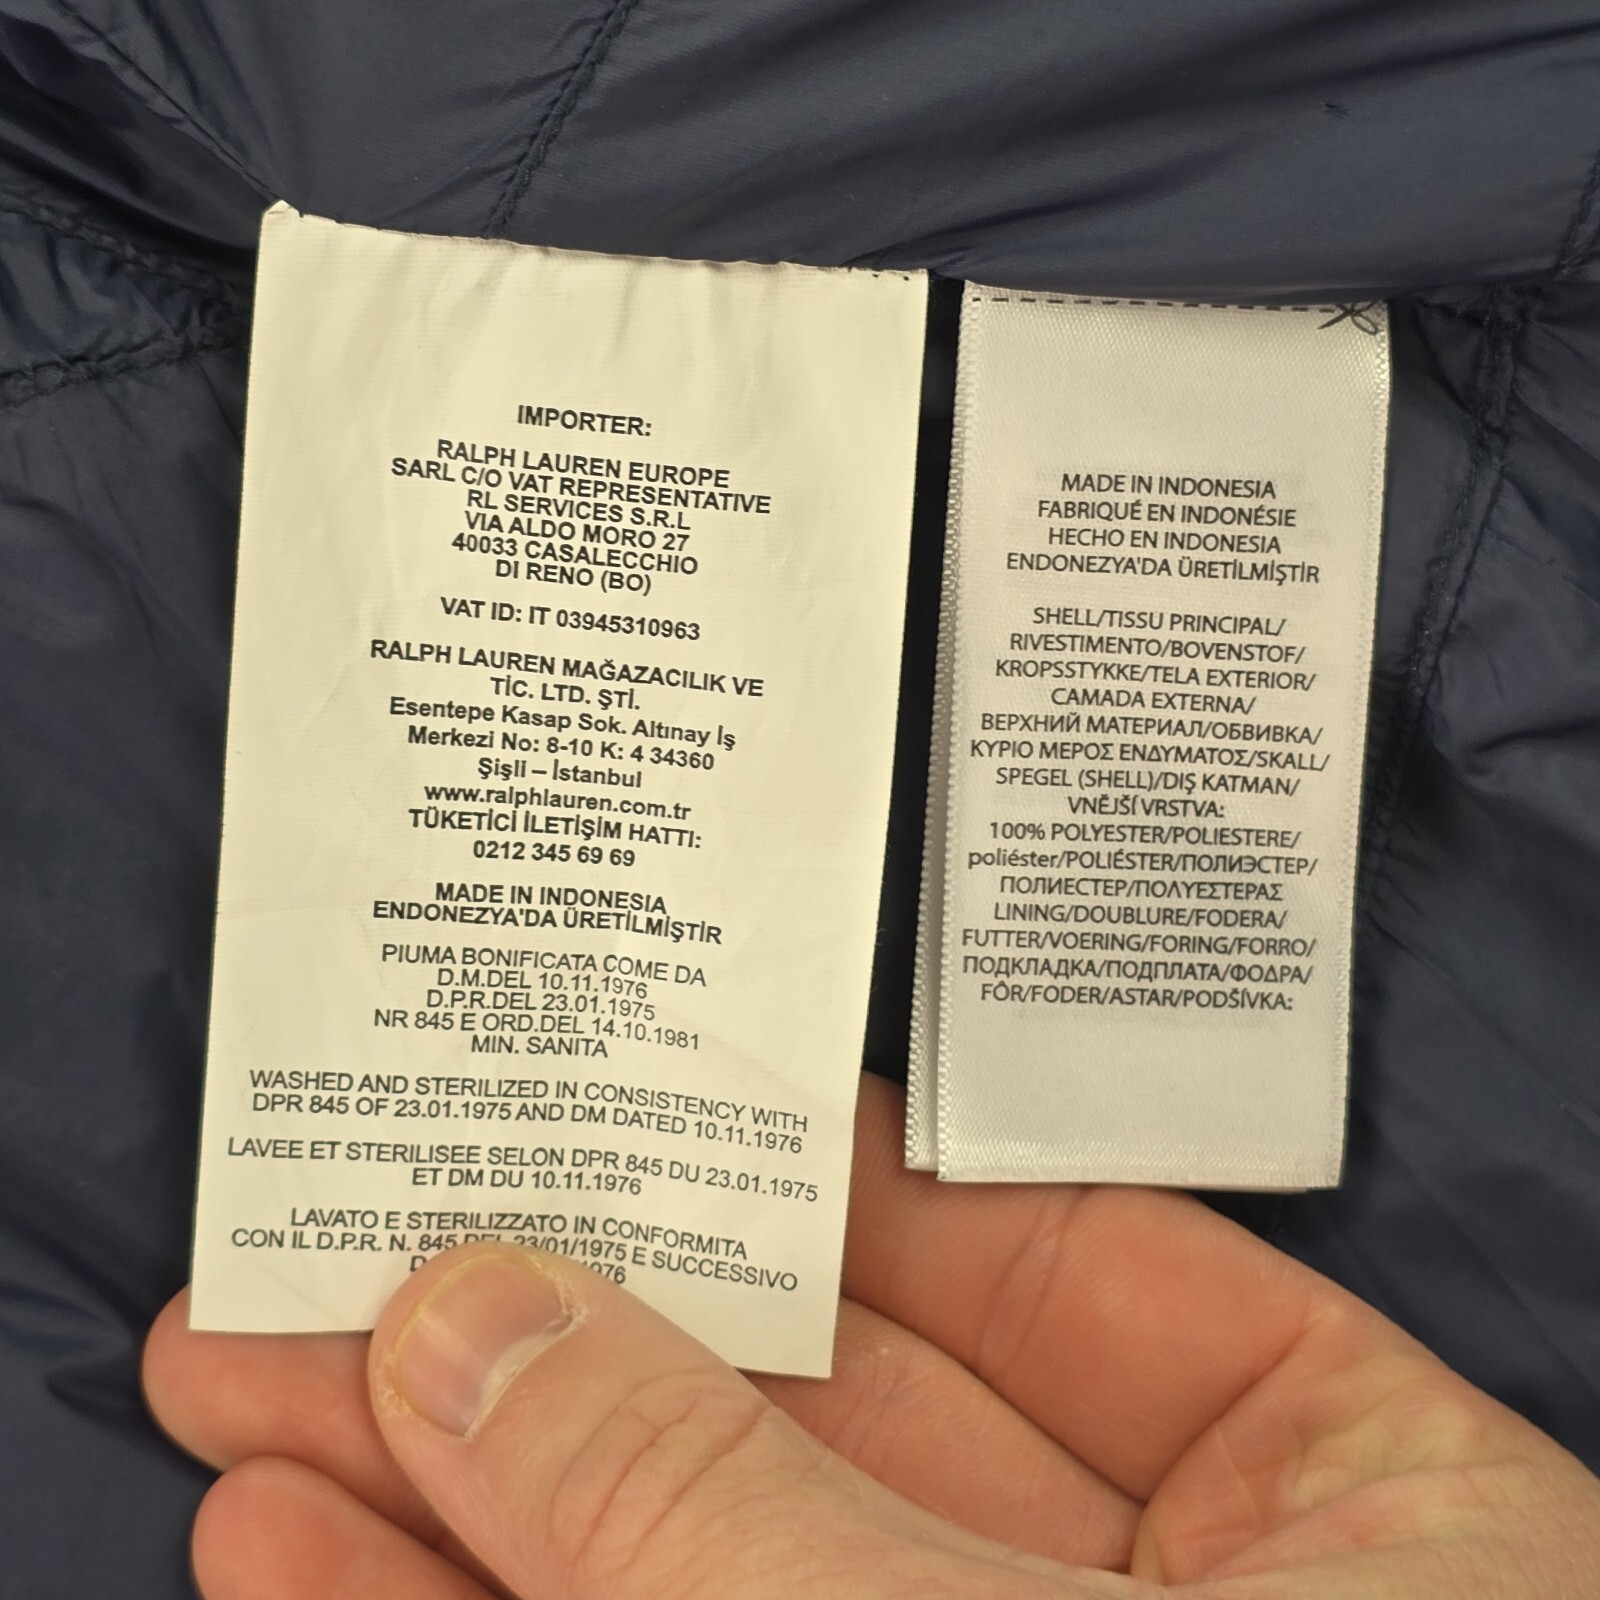 IMPORTER:
RALPH LAUREN EUROPE
SARL C/O VAT REPRESENTATIVE
RL SERVICES S.R.L
VIA ALDO MORO 27
40033 CASALECCHIO
DI RENO (BO)
VAT ID: IT 03945310963
RALPH LAUREN MAĞAZACILIK VE
TİC. LTD. ŞTİ.
Esentepe Kasap Sok. Altınay İş
Merkezi No: 8-10 K: 4 34360
Şişli – İstanbul
www.ralphlauren.com.tr
TÜKETİCİ İLETİŞİM HATTI:
0212 345 69 69
MADE IN INDONESIA
ENDONEZYA'DA ÜRETİLMİŞTİR
PIUMA BONIFICATA COME DA
D.M.DEL 10.11.1976
D.P.R.DEL 23.01.1975
NR 845 E ORD.DEL 14.10.1981
MIN. SANITA
WASHED AND STERILIZED IN CONSISTENCY WITH
DPR 845 OF 23.01.1975 AND DM DATED 10.11.1976
LAVEE ET STERILISEE SELON DPR 845 DU 23.01.1975
ET DM DU 10.11.1976
LAVATO E STERILIZZATO IN CONFORMITA
CON IL D.P.R. N. 845 DEL 23/01/1975 E SUCCESSIVO
MADE IN INDONESIA
FABRIQUÉ EN INDONÉSIE
HECHO EN INDONESIA
ENDONEZYA'DA ÜRETİLMİŞTİR
SHELL/TISSU PRINCIPAL/
RIVESTIMENTO/BOVENSTOF/
KROPSSTYKKE/TELA EXTERIOR/
CAMADA EXTERNA/
ВЕРХНИЙ МАТЕРИАЛ/ОБВИВКА/
ΚΥΡΙΟ ΜΕΡΟΣ ΕΝΔΥΜΑΤΟΣ/SKALL/
SPEGEL (SHELL)/DIŞ KATMAN/
VNĚJŠÍ VRSTVA:
100% POLYESTER/POLIESTERE/
poliéster/POLIÉSTER/ПОЛИЭСТЕР/
ПОЛИЕСТЕР/ΠΟΛΥΕΣΤΕΡΑΣ
LINING/DOUBLURE/FODERA/
FUTTER/VOERING/FORING/FORRO/
ПОДКЛАДКА/ПОДПЛАТА/ΦΟΔΡΑ/
FÔR/FODER/ASTAR/PODŠÍVKA: